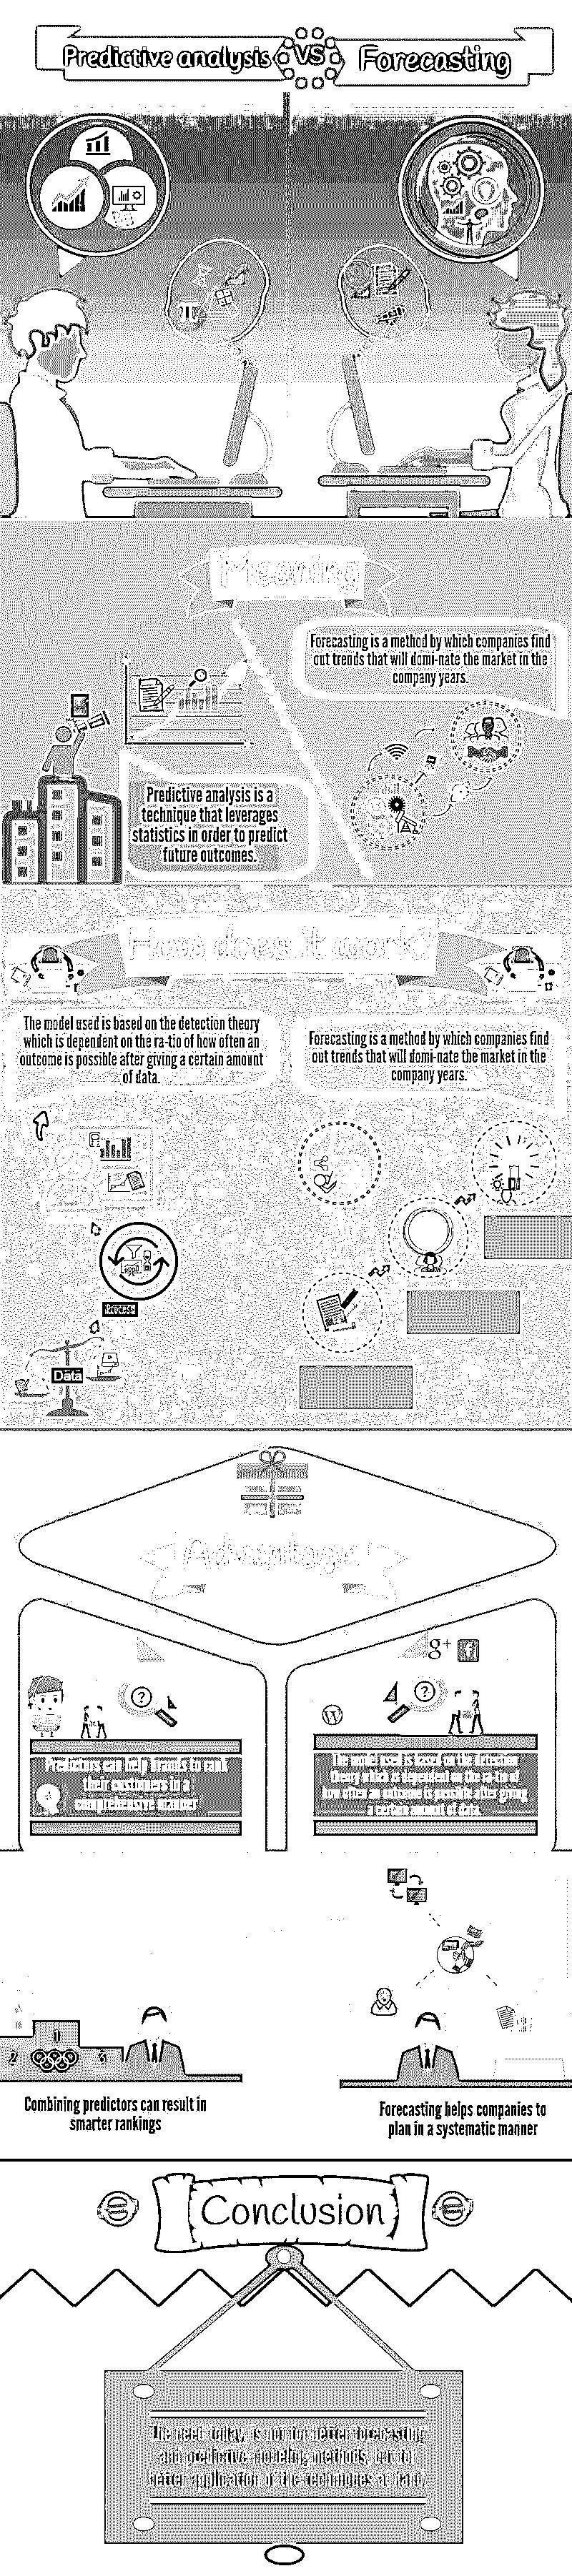 Predictive analysis VS Forecasting
Meaning
Forecasting is a method by which companies find
out trends that will domi-nate the market in the
company years.
Predictive analysis is a
technique that leverages
statistics in order to predict
future outcomes.
How does it work?
The model used is based on the detection theory
which is dependent on the ra-tio of how often an
outcome is possible after giving a certain amount
of data.
Forecasting is a method by which companies find
out trends that will domi-nate the market in the
company years.
Process
Data
Advantage
g+ f
?
?
W
Predictors can help brands to rank
their customers in a
comprehensive manner
The model used is based on the detection
theory which is dependent on the ra-tio of
how often an outcome is possible after giving
a certain amount of data.
1
2
3
Combining predictors can result in
smarter rankings
Forecasting helps companies to
plan in a systematic manner
Conclusion
The need today, is not for better forecasting
and predictive modeling methods, but for
better application of the techniques at hand.